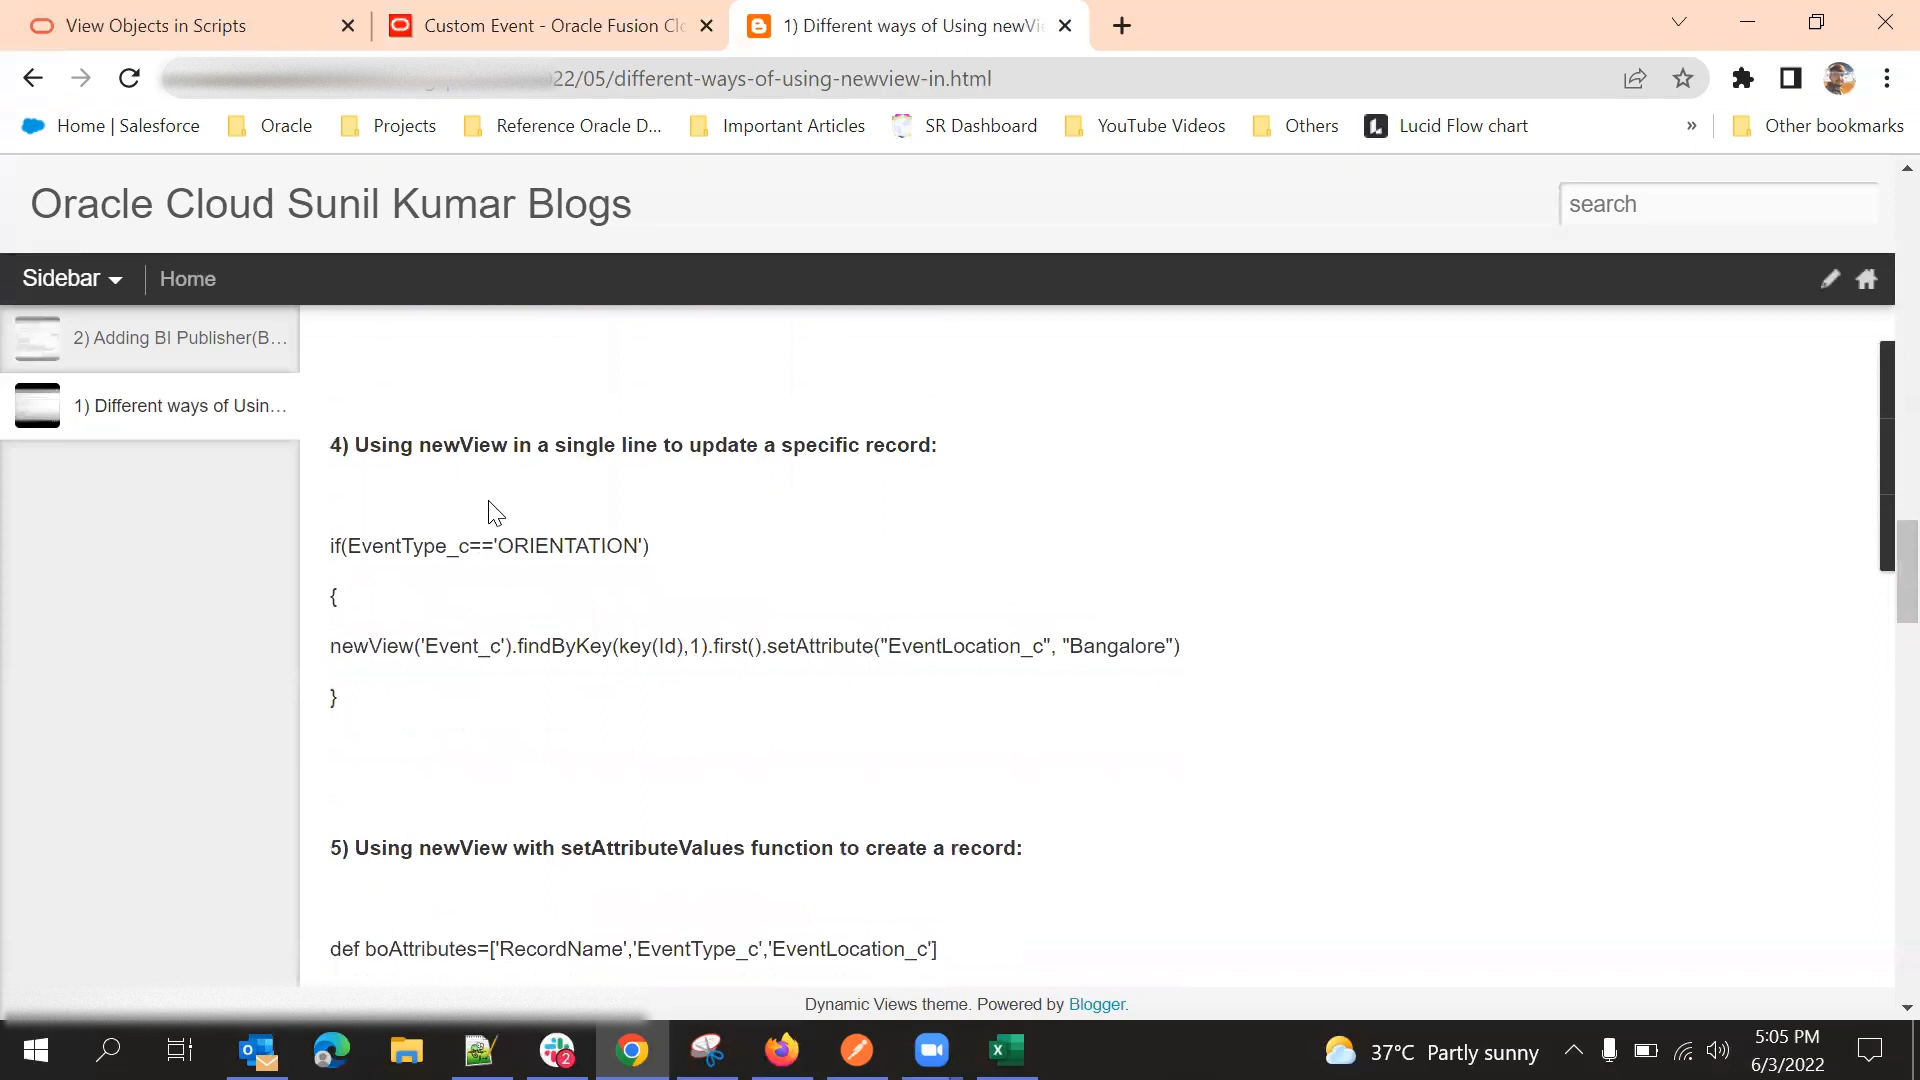 View Objects in Scripts
Custom Event - Oracle Fusion Clo
1) Different ways of Using newVie
22/05/different-ways-of-using-newview-in.html
Home | Salesforce
Oracle
Projects
Reference Oracle D...
Important Articles
SR Dashboard
YouTube Videos
Others
Lucid Flow chart
»
Other bookmarks
Oracle Cloud Sunil Kumar Blogs
search
Sidebar
Home
2) Adding BI Publisher(B...
1) Different ways of Usin...
4) Using newView in a single line to update a specific record:
if(EventType_c=='ORIENTATION')
{
newView('Event_c').findByKey(key(Id),1).first().setAttribute("EventLocation_c", "Bangalore")
}
5) Using newView with setAttributeValues function to create a record:
def boAttributes=['RecordName','EventType_c','EventLocation_c']
Dynamic Views theme. Powered by Blogger.
2
37°C Partly sunny
5:05 PM
6/3/2022